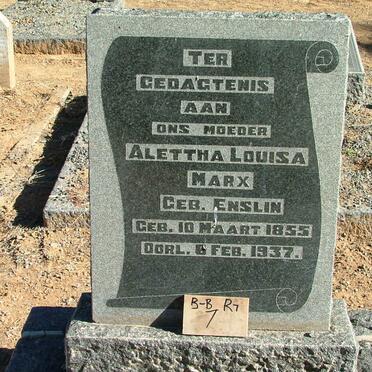 TER
GEDAGTENIS
AAN
ONS MOEDER
ALETTHA LOUISA
MARX
GEB. ENSLIN
GEB. 10 MAART 1855
OORL. 6 FEB. 1937.
B-B R7
7